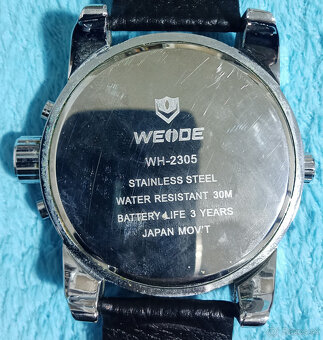 WEIDE
WH-2305
STAINLESS STEEL
WATER RESISTANT 30M
BATTERY LIFE 3 YEARS
JAPAN MOV'T